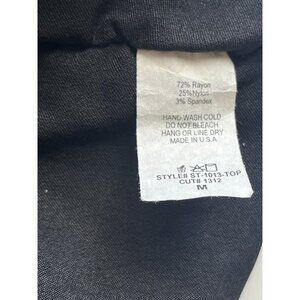 72% Rayon
25%Nylon
3% Spandex
HAND WASH COLD
DO NOT BLEACH
HANG OR LINE DRY
MADE IN U.S.A
STYLE# ST-1013-TOP
CUT# 1312
M